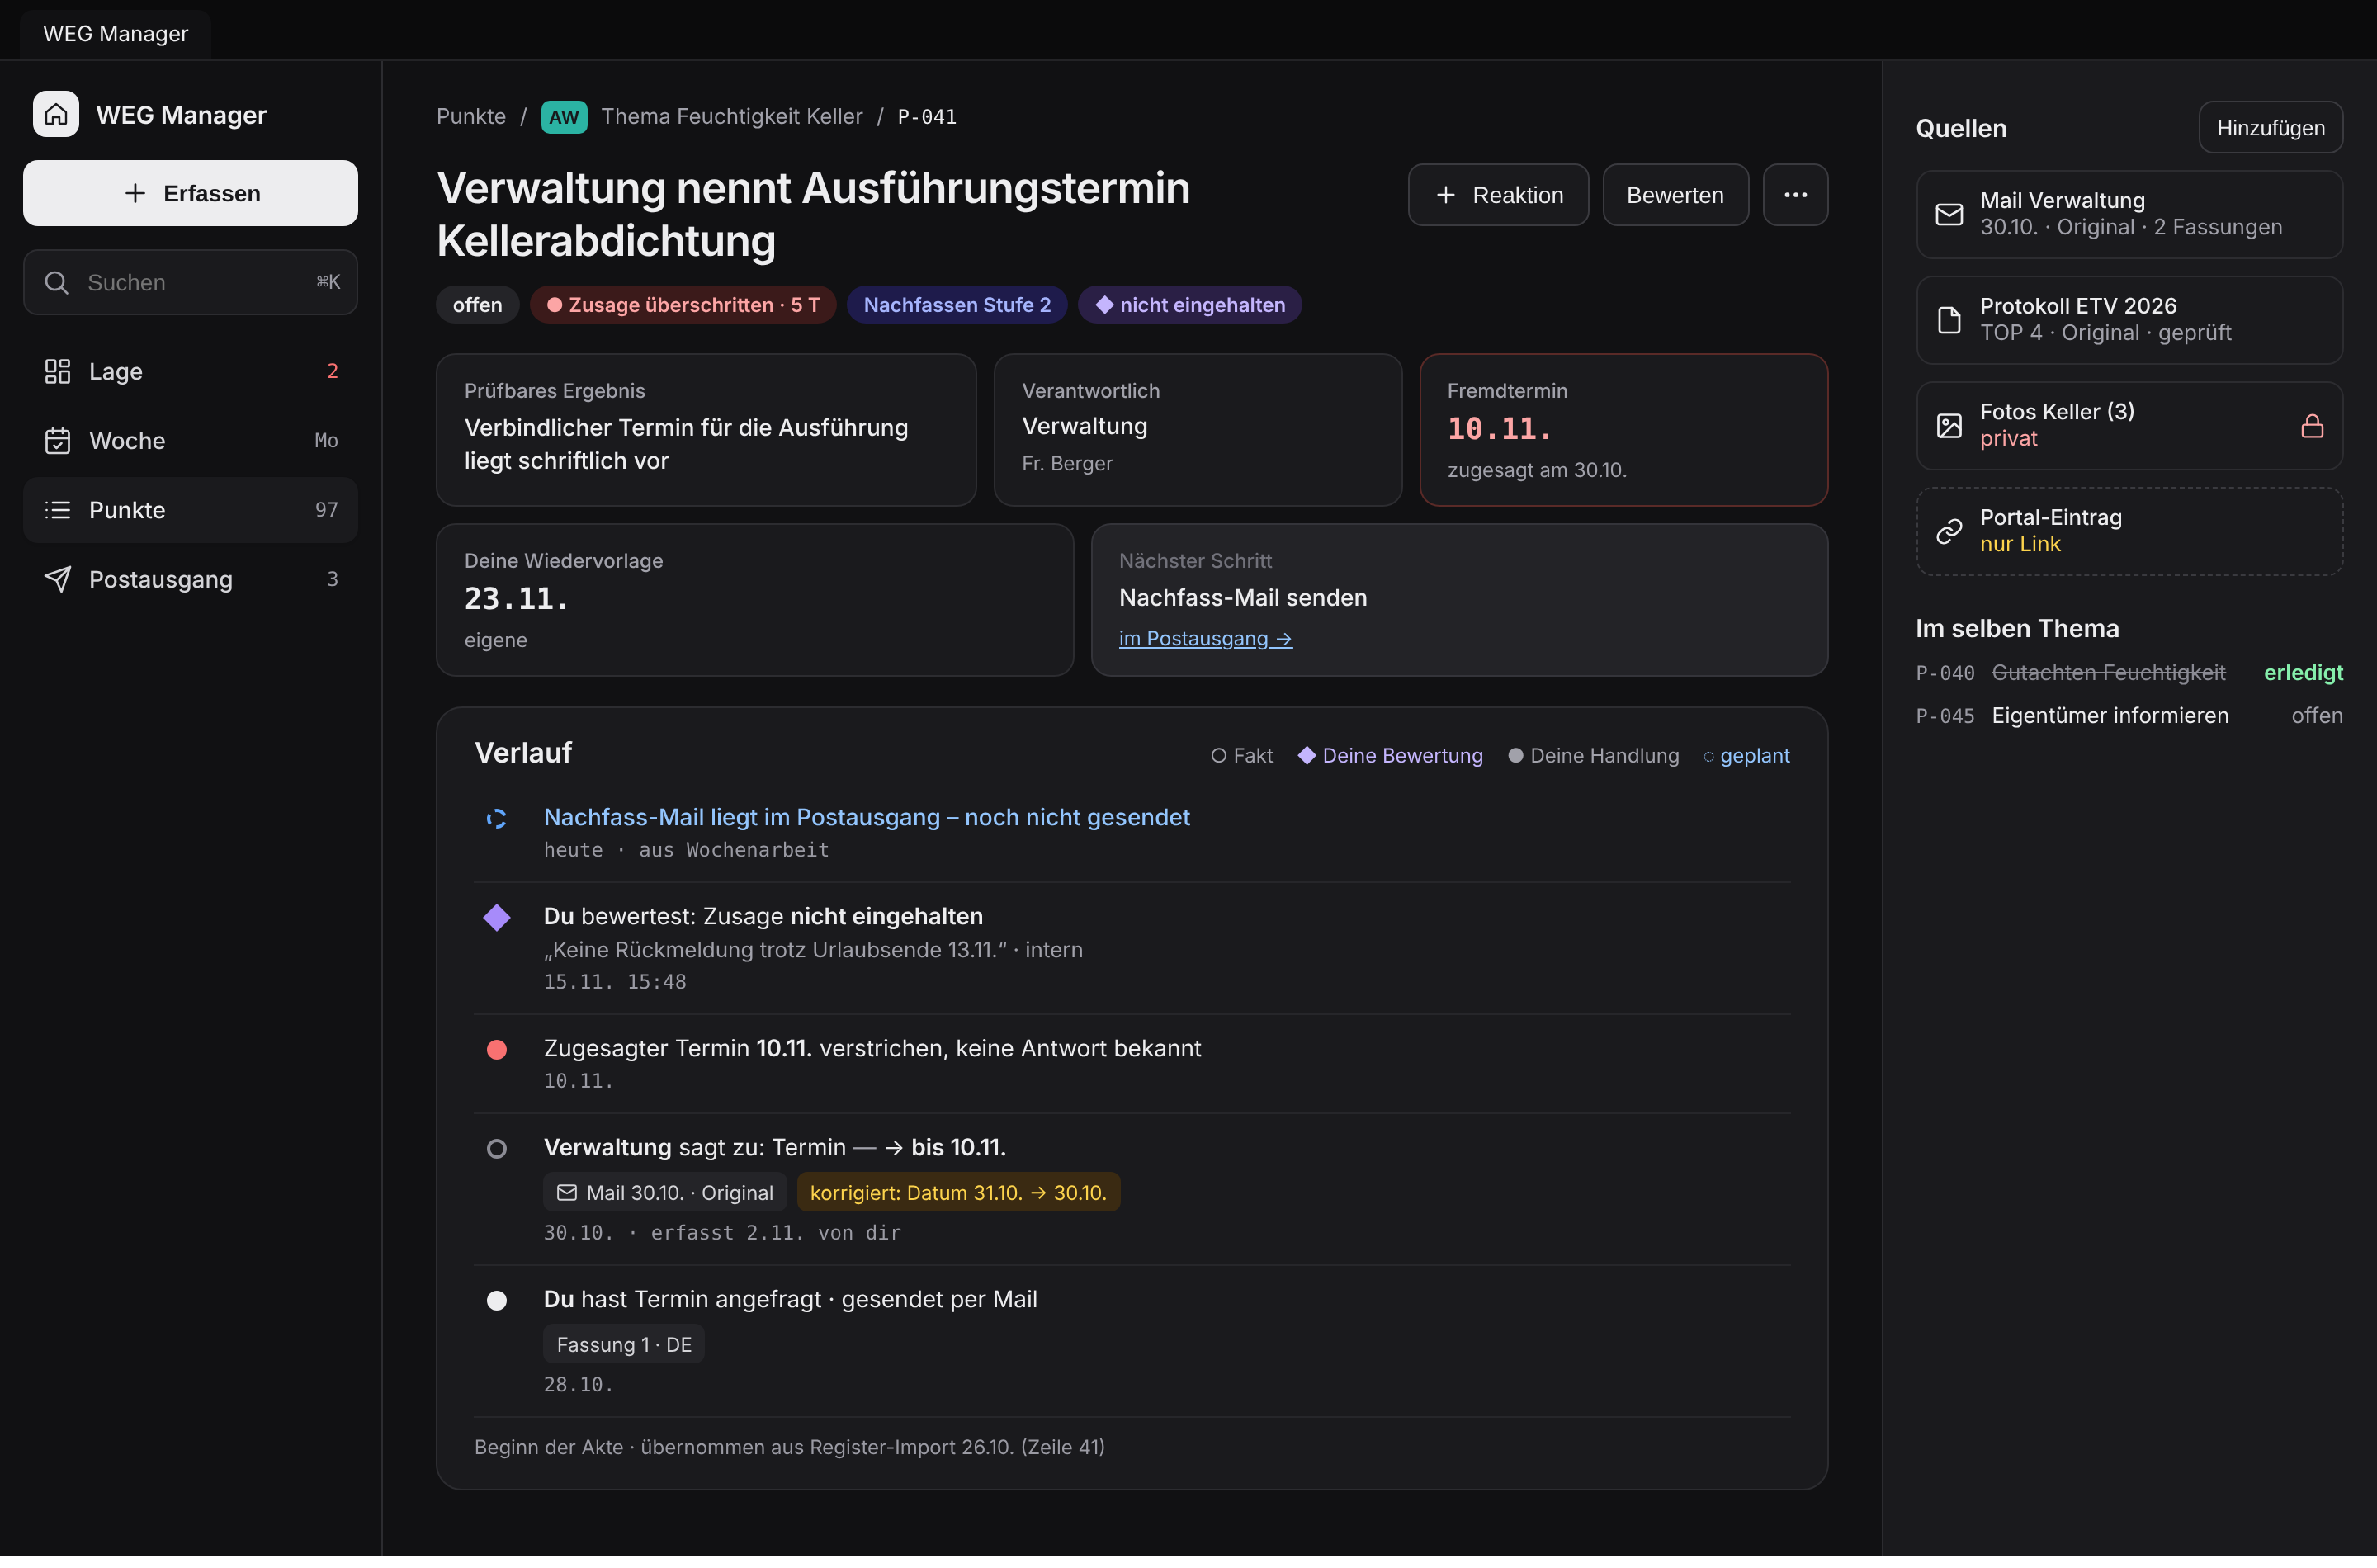 WEG Manager
WEG Manager
Erfassen
Suchen ⌘K
Lage 2
Woche Mo
Punkte 97
Postausgang 3
Punkte / AW Thema Feuchtigkeit Keller / P-041
Verwaltung nennt Ausführungstermin
Kellerabdichtung
Reaktion
Bewerten
offen
Zusage überschritten · 5 T
Nachfassen Stufe 2
nicht eingehalten
Prüfbares Ergebnis
Verbindlicher Termin für die Ausführung
liegt schriftlich vor
Verantwortlich
Verwaltung
Fr. Berger
Fremdtermin
10.11.
zugesagt am 30.10.
Deine Wiedervorlage
23.11.
eigene
Nächster Schritt
Nachfass-Mail senden
im Postausgang →
Verlauf
Fakt
Deine Bewertung
Deine Handlung
geplant
Nachfass-Mail liegt im Postausgang – noch nicht gesendet
heute · aus Wochenarbeit
Du bewertest: Zusage nicht eingehalten
„Keine Rückmeldung trotz Urlaubsende 13.11.“ · intern
15.11. 15:48
Zugesagter Termin 10.11. verstrichen, keine Antwort bekannt
10.11.
Verwaltung sagt zu: Termin — → bis 10.11.
Mail 30.10. · Original
korrigiert: Datum 31.10. → 30.10.
30.10. · erfasst 2.11. von dir
Du hast Termin angefragt · gesendet per Mail
Fassung 1 · DE
28.10.
Beginn der Akte · übernommen aus Register-Import 26.10. (Zeile 41)
Quellen
Hinzufügen
Mail Verwaltung
30.10. · Original · 2 Fassungen
Protokoll ETV 2026
TOP 4 · Original · geprüft
Fotos Keller (3)
privat
Portal-Eintrag
nur Link
Im selben Thema
P-040 Gutachten Feuchtigkeit erledigt
P-045 Eigentümer informieren offen